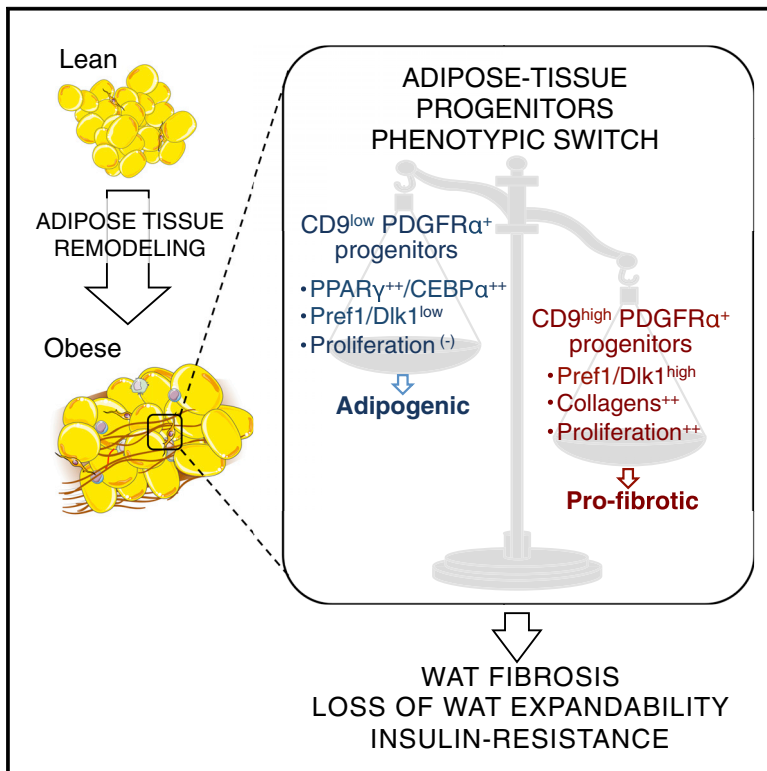 Lean
ADIPOSE TISSUE
REMODELING
Obese
ADIPOSE-TISSUE
PROGENITORS
PHENOTYPIC SWITCH
CD9low PDGFRα+
progenitors
•PPARγ++/CEBPα++
•Pref1/Dlk1low
•Proliferation (-)
Adipogenic
CD9high PDGFRα+
progenitors
•Pref1/Dlk1high
•Collagens++
•Proliferation++
Pro-fibrotic
WAT FIBROSIS
LOSS OF WAT EXPANDABILITY
INSULIN-RESISTANCE